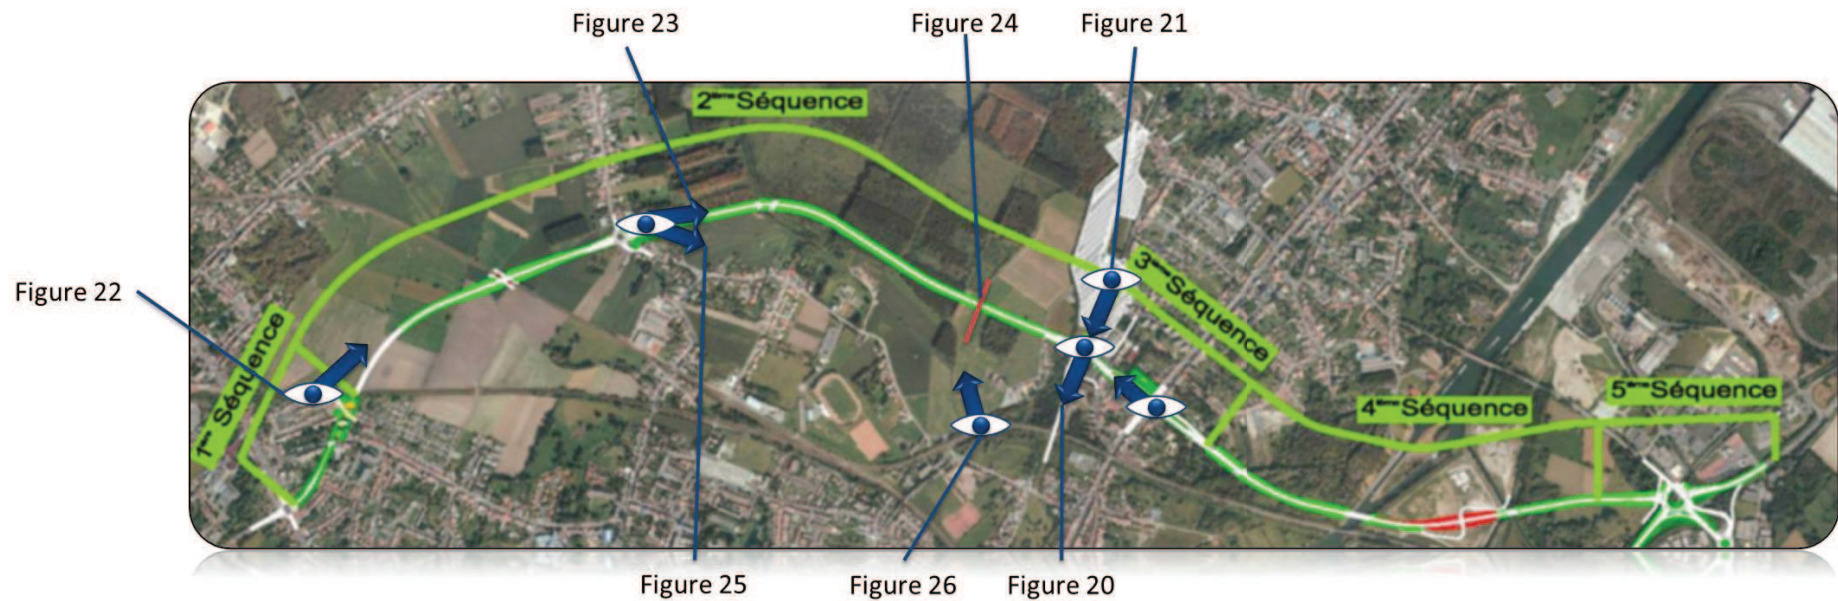 Figure 23
Figure 24
Figure 21
2ème Séquence
3ème Séquence
Figure 22
1ère Séquence
4ème Séquence
5ème Séquence
Figure 25
Figure 26
Figure 20